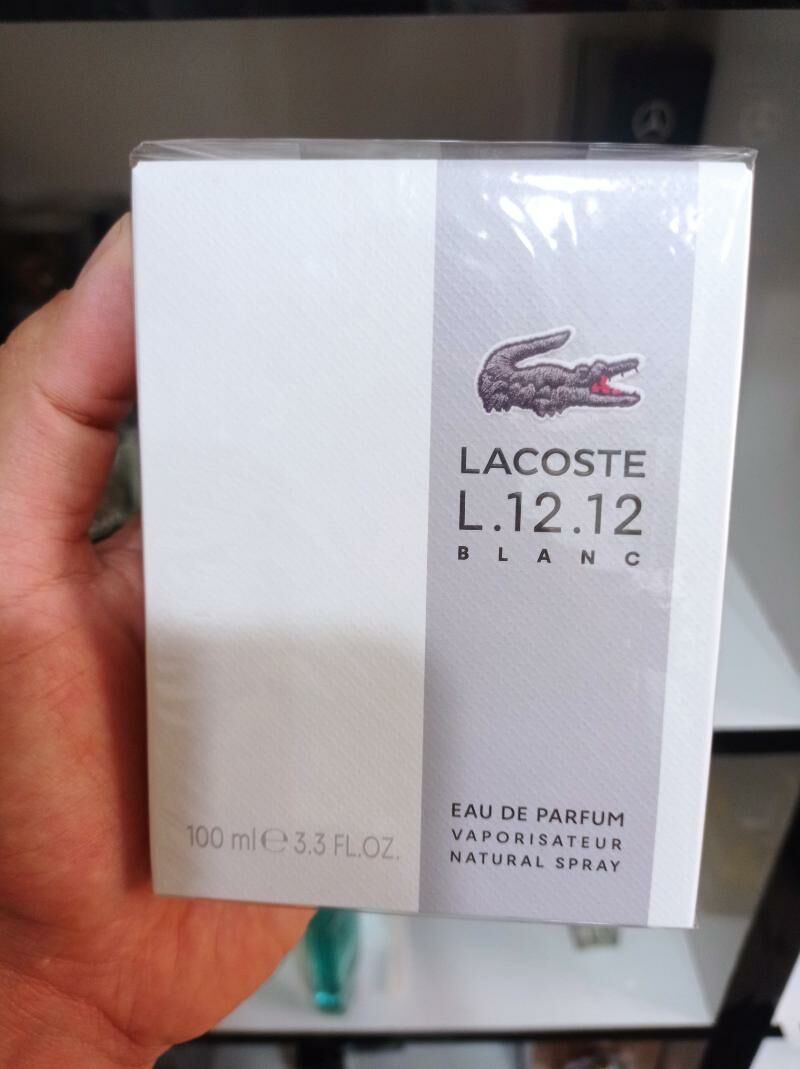 LACOSTE
L.12.12
BLANC
EAU DE PARFUM
VAPORISATEUR
NATURAL SPRAY
100 ml ℮ 3.3 FL.OZ.